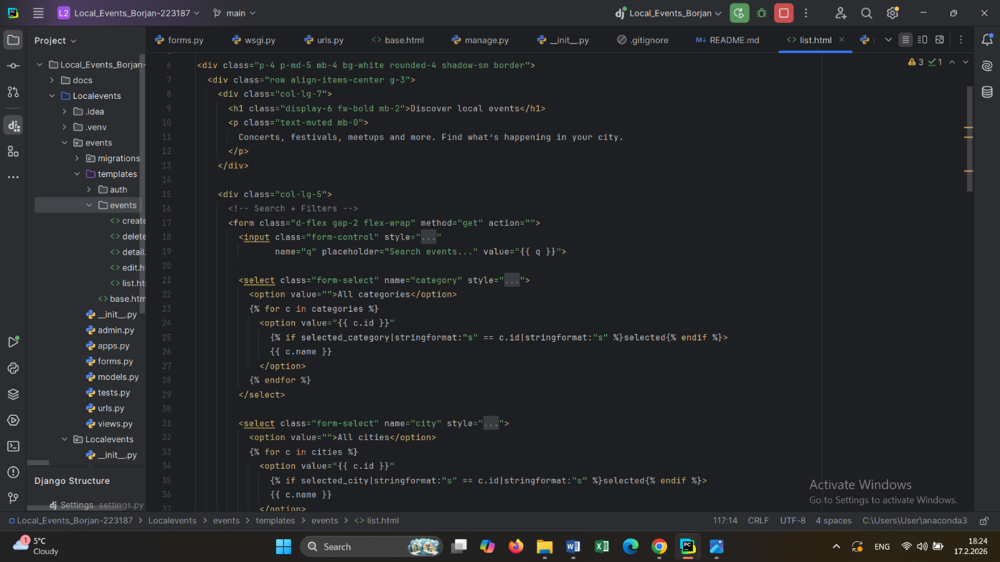 L2 Local_Events_Borjan-223187
main
dj Local_Events_Borjan
Project
forms.py
wsgi.py
urls.py
base.html
manage.py
__init__.py
.gitignore
M↓ README.md
list.html
Local_Events_Borjan-
docs
Localevents
.idea
.venv
events
migrations
templates
auth
events
create
delete
detail.
edit.h
list.ht
base.htm
__init__.py
admin.py
apps.py
forms.py
models.py
tests.py
urls.py
views.py
Localevents
__init__.py
Django Structure
dj Settings settings.py
3 1
6 <div class="p-4 p-md-5 mb-4 bg-white rounded-4 shadow-sm border">
7 <div class="row align-items-center g-3">
8 <div class="col-lg-7">
9 <h1 class="display-6 fw-bold mb-2">Discover local events</h1>
10 <p class="text-muted mb-0">
11 Concerts, festivals, meetups and more. Find what’s happening in your city.
12 </p>
13 </div>
14
15 <div class="col-lg-5">
16 <!-- Search + Filters -->
17 <form class="d-flex gap-2 flex-wrap" method="get" action="">
18 <input class="form-control" style="..."
19 name="q" placeholder="Search events..." value="{{ q }}">
20
21 <select class="form-select" name="category" style="...">
22 <option value="">All categories</option>
23 {% for c in categories %}
24 <option value="{{ c.id }}"
25 {% if selected_category|stringformat:"s" == c.id|stringformat:"s" %}selected{% endif %}>
26 {{ c.name }}
27 </option>
28 {% endfor %}
29 </select>
30
31 <select class="form-select" name="city" style="...">
32 <option value="">All cities</option>
33 {% for c in cities %}
34 <option value="{{ c.id }}"
35 {% if selected_city|stringformat:"s" == c.id|stringformat:"s" %}selected{% endif %}>
36 {{ c.name }}
37 </option>
Activate Windows
Go to Settings to activate Windows.
Local_Events_Borjan-223187 > Localevents > events > templates > events > list.html
117:14 CRLF UTF-8 4 spaces C:\Users\User\anaconda3
1
5°C
Cloudy
Search
ENG
18:24
17.2.2026